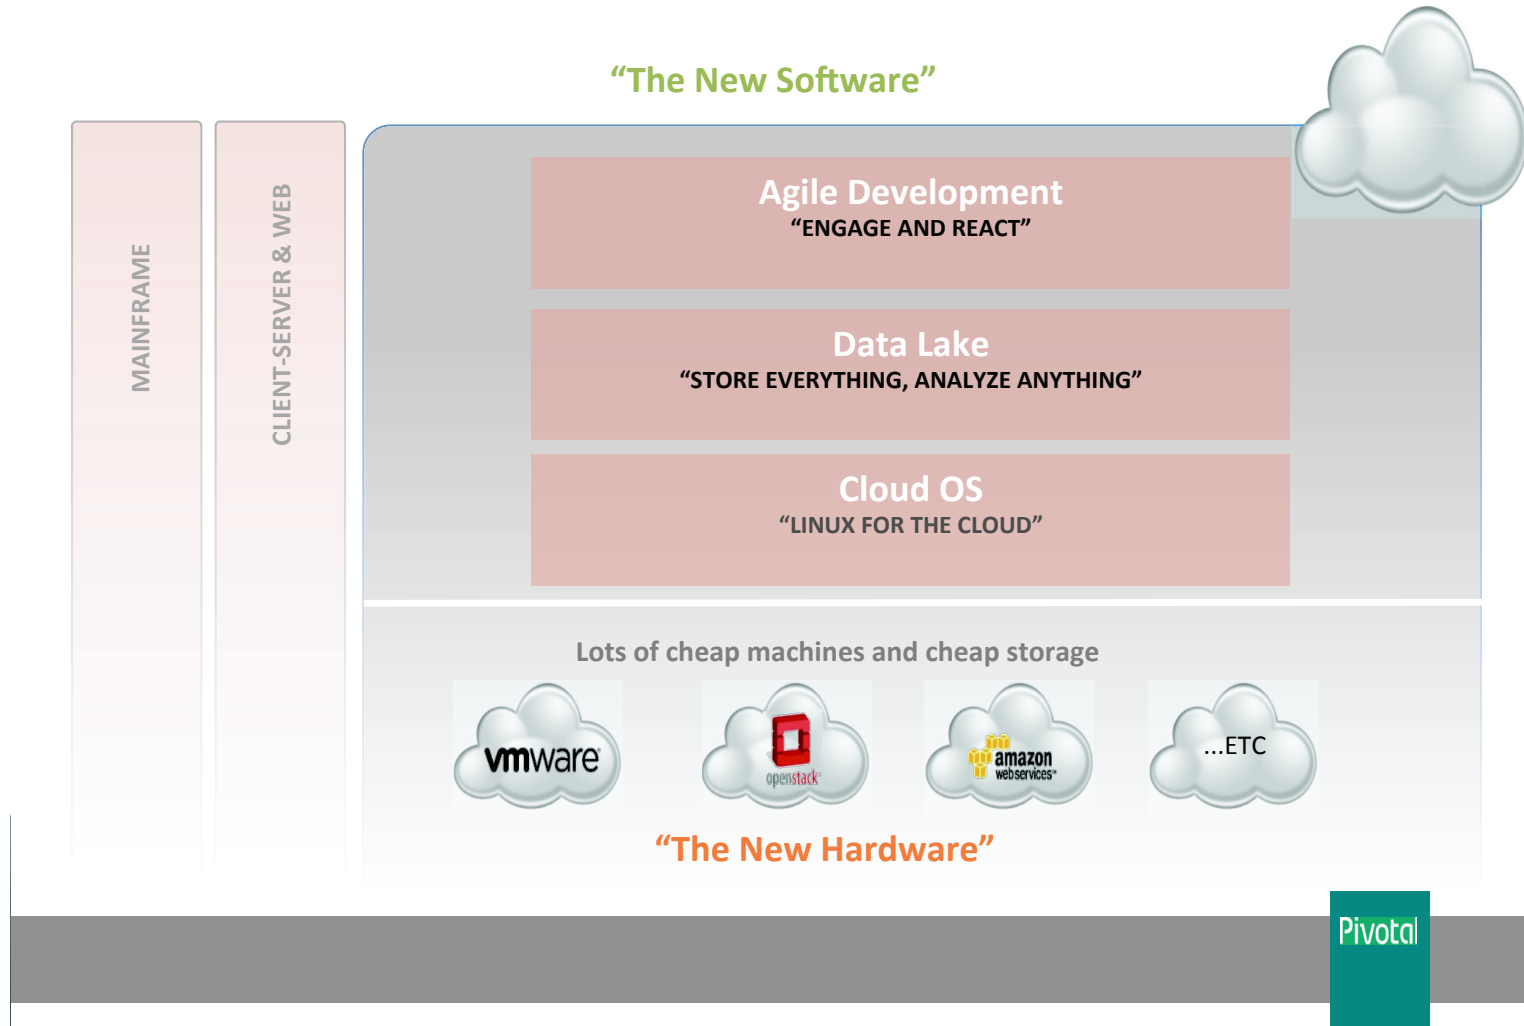 “The New Software”
MAINFRAME
CLIENT-SERVER & WEB
Agile Development
“ENGAGE AND REACT”
Data Lake
“STORE EVERYTHING, ANALYZE ANYTHING”
Cloud OS
“LINUX FOR THE CLOUD”
Lots of cheap machines and cheap storage
vmware
openstack
amazon
webservices™
...ETC
“The New Hardware”
Pivotal